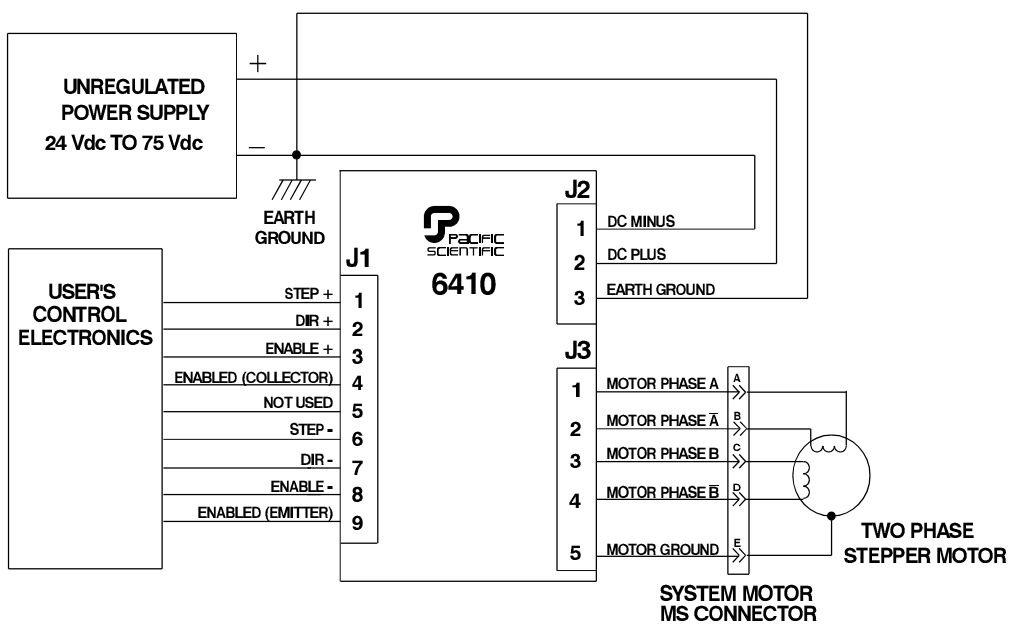 +
UNREGULATED
POWER SUPPLY
24 Vdc TO 75 Vdc
—
EARTH
GROUND
PACIFIC
SCIENTIFIC
6410
J2
1 DC MINUS
2 DC PLUS
3 EARTH GROUND
USER'S
CONTROL
ELECTRONICS
J1
STEP + 1
DIR + 2
ENABLE + 3
ENABLED (COLLECTOR) 4
NOT USED 5
STEP - 6
DIR - 7
ENABLE - 8
ENABLED (EMITTER) 9
J3
1 MOTOR PHASE A A
2 MOTOR PHASE A̅ B
3 MOTOR PHASE B C
4 MOTOR PHASE B̅ D
5 MOTOR GROUND E
TWO PHASE
STEPPER MOTOR
SYSTEM MOTOR
MS CONNECTOR